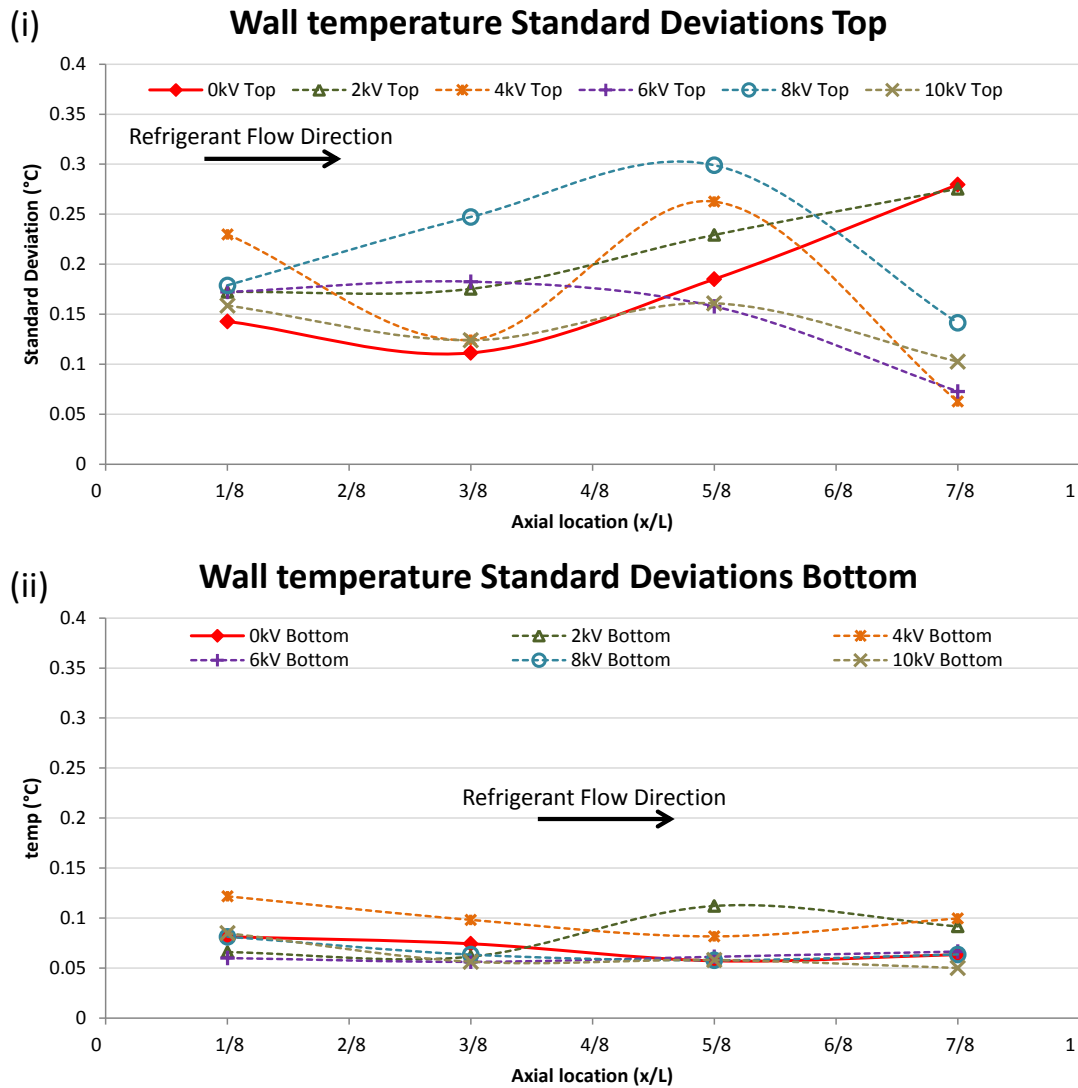 (i)
Wall temperature Standard Deviations Top
0.4
0kV Top 2kV Top 4kV Top 6kV Top 8kV Top 10kV Top
0.35
Refrigerant Flow Direction
0.3
0.25
0.2
0.15
0.1
0.05
0
Standard Deviation (°C)
0 1/8 2/8 3/8 4/8 5/8 6/8 7/8 1
Axial location (x/L)
(ii)
Wall temperature Standard Deviations Bottom
0.4
0kV Bottom 2kV Bottom 4kV Bottom
6kV Bottom 8kV Bottom 10kV Bottom
0.35
0.3
0.25
Refrigerant Flow Direction
0.2
0.15
0.1
0.05
0
temp (°C)
0 1/8 2/8 3/8 4/8 5/8 6/8 7/8 1
Axial location (x/L)